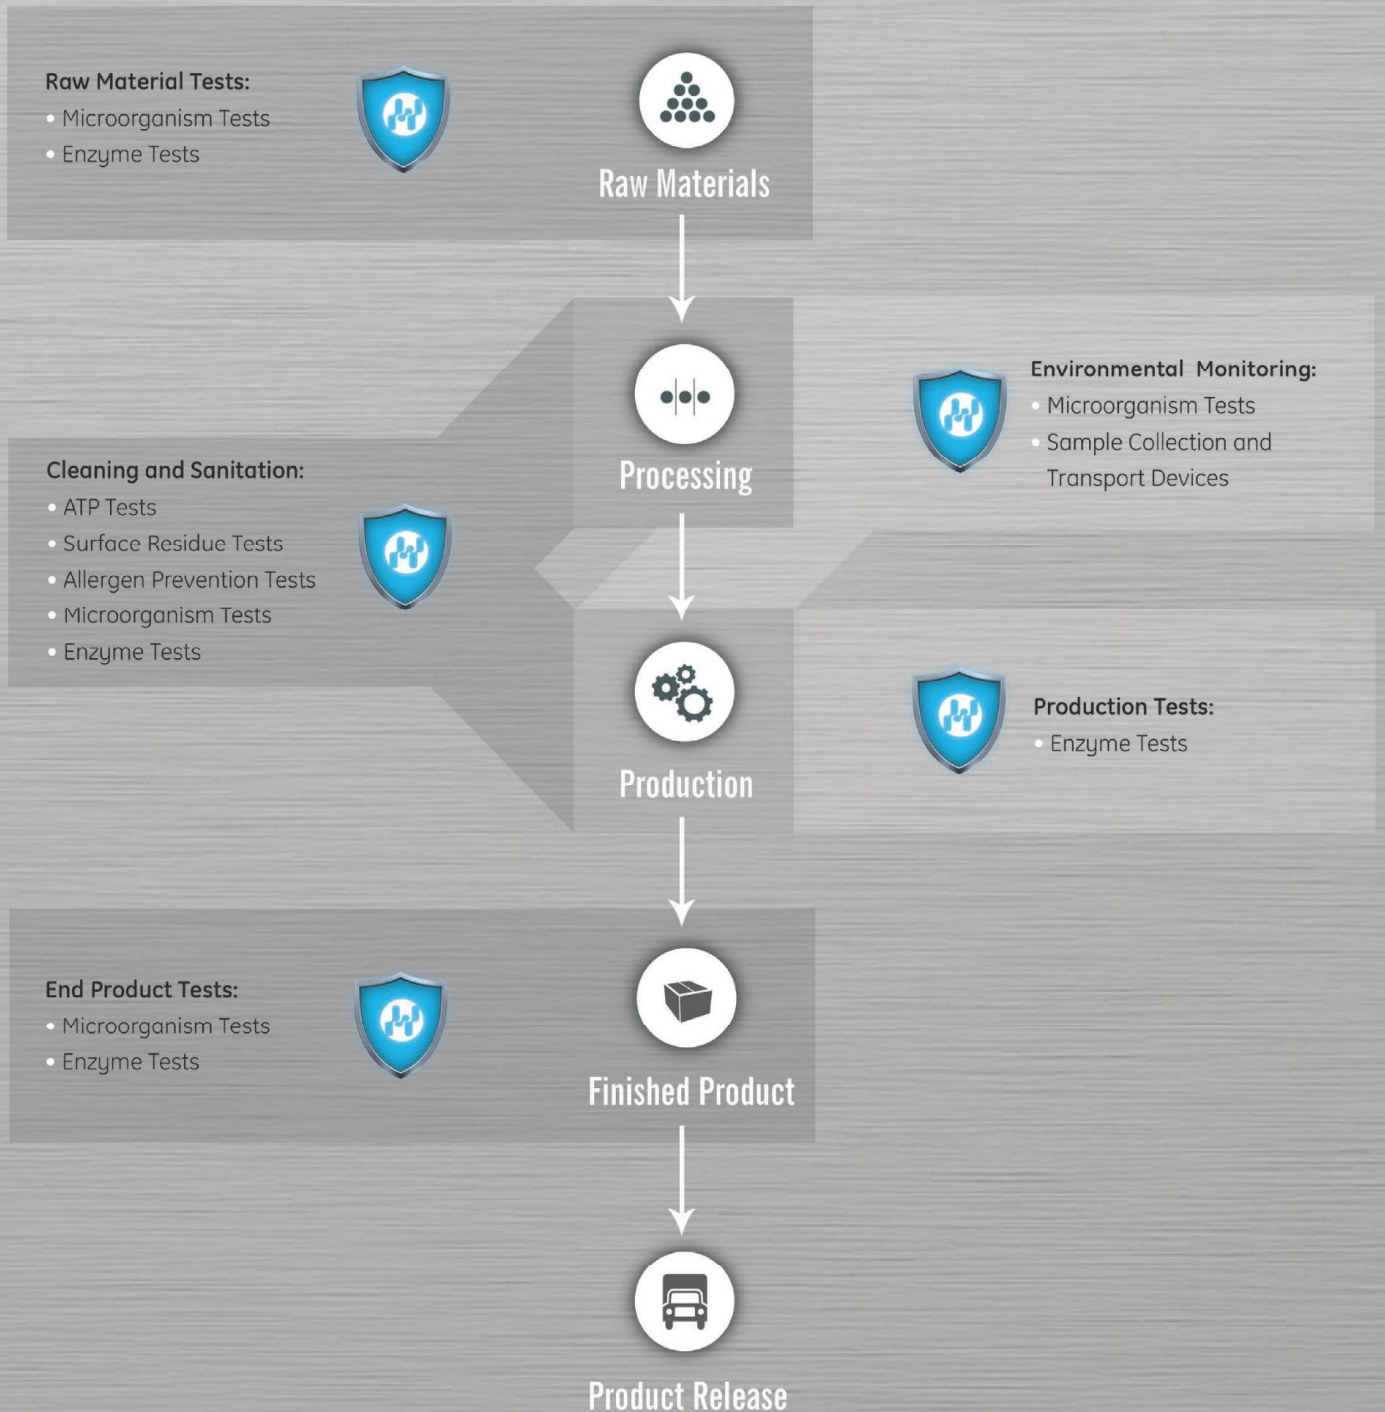 Raw Material Tests:
• Microorganism Tests
• Enzyme Tests
Raw Materials
Processing
Environmental Monitoring:
• Microorganism Tests
• Sample Collection and
Transport Devices
Cleaning and Sanitation:
• ATP Tests
• Surface Residue Tests
• Allergen Prevention Tests
• Microorganism Tests
• Enzyme Tests
Production
Production Tests:
• Enzyme Tests
End Product Tests:
• Microorganism Tests
• Enzyme Tests
Finished Product
Product Release